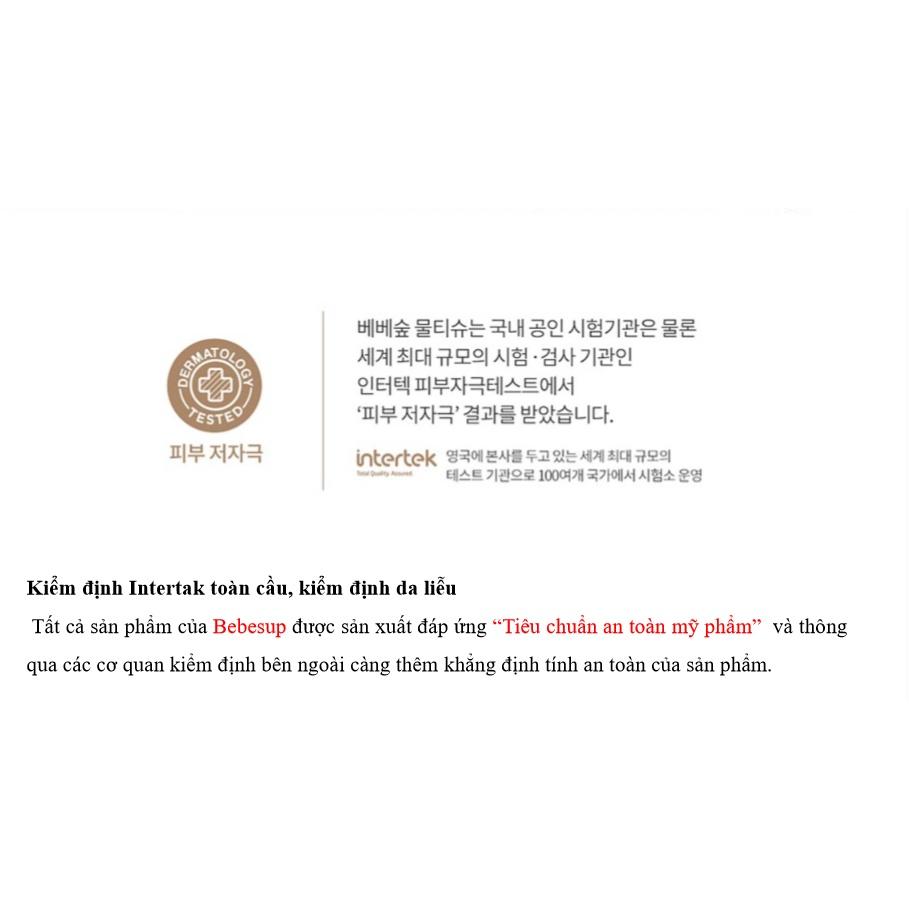 DERMATOLOGY
TESTED
피부 저자극
베베숲 물티슈는 국내 공인 시험기관은 물론
세계 최대 규모의 시험·검사 기관인
인터텍 피부자극테스트에서
‘피부 저자극’ 결과를 받았습니다.
intertek
Total Quality. Assured.
영국에 본사를 두고 있는 세계 최대 규모의
테스트 기관으로 100여개 국가에서 시험소 운영
Kiểm định Intertak toàn cầu, kiểm định da liễu
Tất cả sản phẩm của Bebesup được sản xuất đáp ứng “Tiêu chuẩn an toàn mỹ phẩm” và thông
qua các cơ quan kiểm định bên ngoài càng thêm khẳng định tính an toàn của sản phẩm.